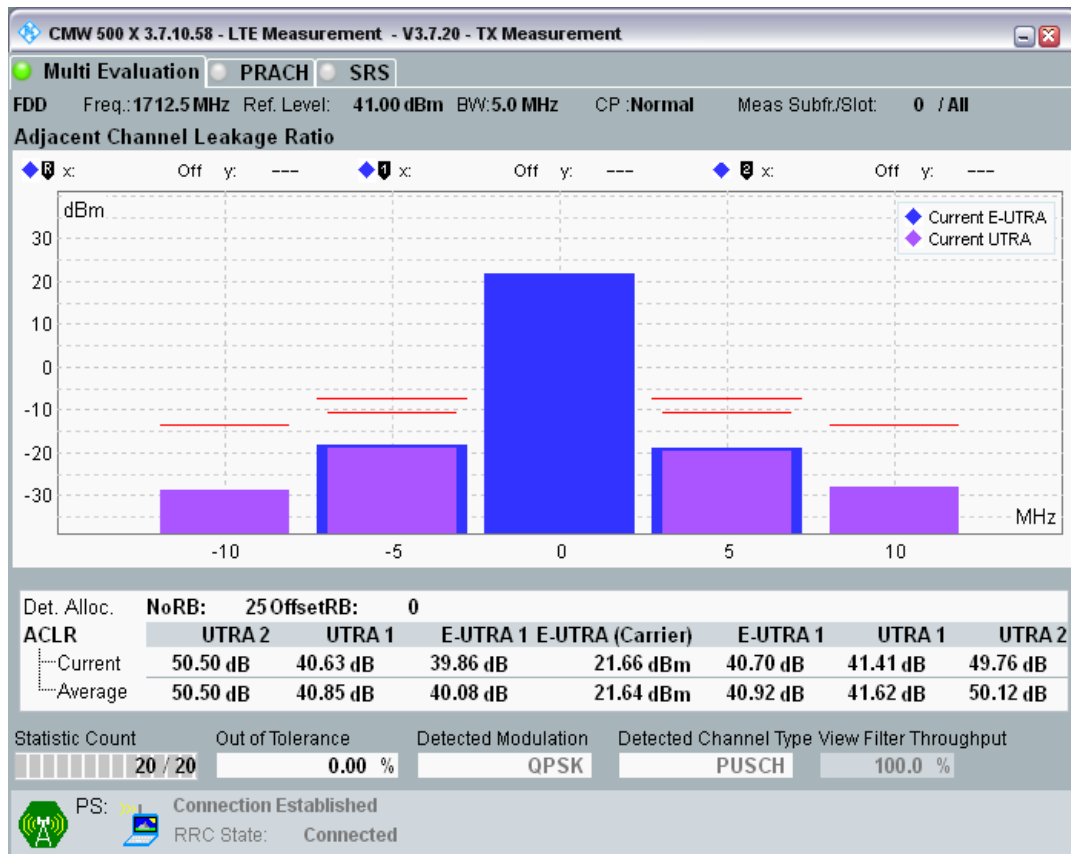 CMW 500 X 3.7.10.58 - LTE Measurement - V3.7.20 - TX Measurement
Multi Evaluation PRACH SRS
FDD Freq.:1712.5 MHz Ref. Level: 41.00 dBm BW:5.0 MHz CP :Normal Meas Subfr./Slot: 0 / All
Adjacent Channel Leakage Ratio
R x: Off y: --- 1 x: Off y: --- 2 x: Off y: ---
dBm
Current E-UTRA
Current UTRA
30
20
10
0
-10
-20
-30
MHz
-10 -5 0 5 10
Det. Alloc. NoRB: 25 OffsetRB: 0
ACLR UTRA 2 UTRA 1 E-UTRA 1 E-UTRA (Carrier) E-UTRA 1 UTRA 1 UTRA 2
Current 50.50 dB 40.63 dB 39.86 dB 21.66 dBm 40.70 dB 41.41 dB 49.76 dB
Average 50.50 dB 40.85 dB 40.08 dB 21.64 dBm 40.92 dB 41.62 dB 50.12 dB
Statistic Count Out of Tolerance Detected Modulation Detected Channel Type View Filter Throughput
20 / 20 0.00 % QPSK PUSCH 100.0 %
PS: Connection Established
RRC State: Connected